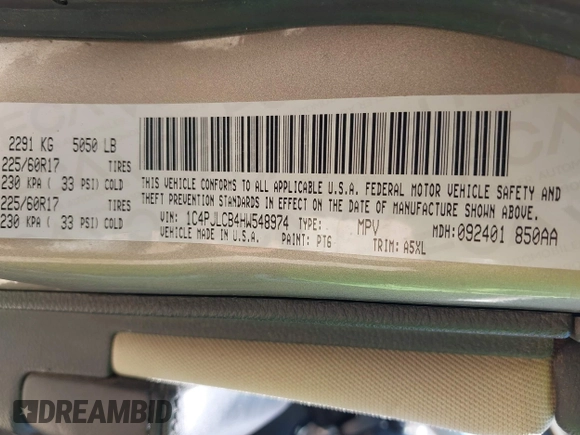 2291 KG 5050 LB
225/60R17 TIRES
230 KPA ( 33 PSI) COLD
225/60R17 TIRES
230 KPA ( 33 PSI) COLD
THIS VEHICLE CONFORMS TO ALL APPLICABLE U.S.A. FEDERAL MOTOR VEHICLE SAFETY AND
THEFT PREVENTION STANDARDS IN EFFECT ON THE DATE OF MANUFACTURE SHOWN ABOVE.
VIN: 1C4PJLCB4HW548974 TYPE: MPV MDH:092401 850AA
VEHICLE MADE IN U.S.A. PAINT: PTG TRIM: A5XL
DREAMBID